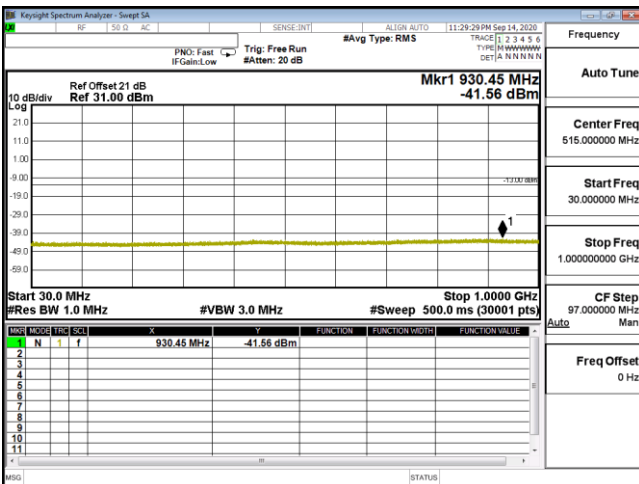 Keysight Spectrum Analyzer - Swept SA
RF 50 Ω AC SENSE:INT ALIGN AUTO 11:29:29 PM Sep 14, 2020
#Avg Type: RMS
TRACE 1 2 3 4 5 6
TYPE M WWWWW
DET A N N N N N
PNO: Fast
IFGain:Low
Trig: Free Run
#Atten: 20 dB
Mkr1 930.45 MHz
-41.56 dBm
Ref Offset 21 dB
10 dB/div Ref 31.00 dBm
Log
21.0
11.0
1.00
-9.00
-13.00 dBm
-19.0
-29.0
-39.0
1
-49.0
-59.0
Start 30.0 MHz Stop 1.0000 GHz
#Res BW 1.0 MHz #VBW 3.0 MHz #Sweep 500.0 ms (30001 pts)
MKR MODE TRC SCL X Y FUNCTION FUNCTION WIDTH FUNCTION VALUE
1 N 1 f 930.45 MHz -41.56 dBm
2
3
4
5
6
7
8
9
10
11
MSG STATUS
Frequency
Auto Tune
Center Freq
515.000000 MHz
Start Freq
30.000000 MHz
Stop Freq
1.000000000 GHz
CF Step
97.000000 MHz
Auto Man
Freq Offset
0 Hz